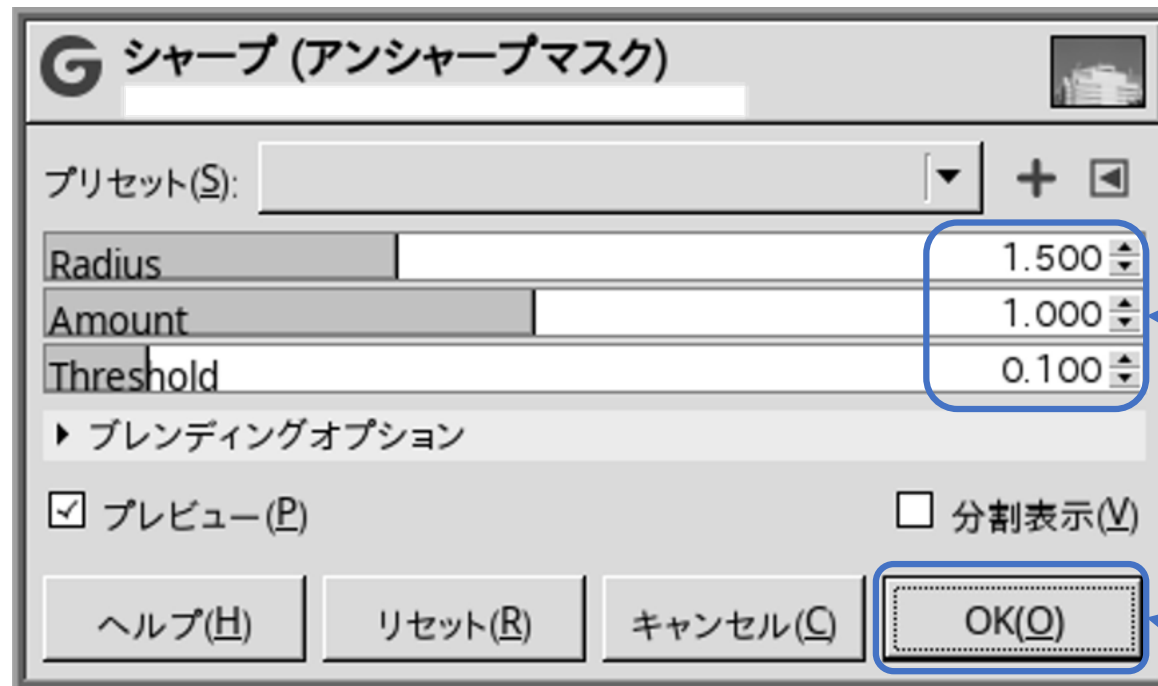 シャープ (アンシャープマスク)
プリセット(S):
Radius 1.500
Amount 1.000
Threshold 0.100
ブレンディングオプション
プレビュー(P) 分割表示(V)
ヘルプ(H) リセット(R) キャンセル(C) OK(O)